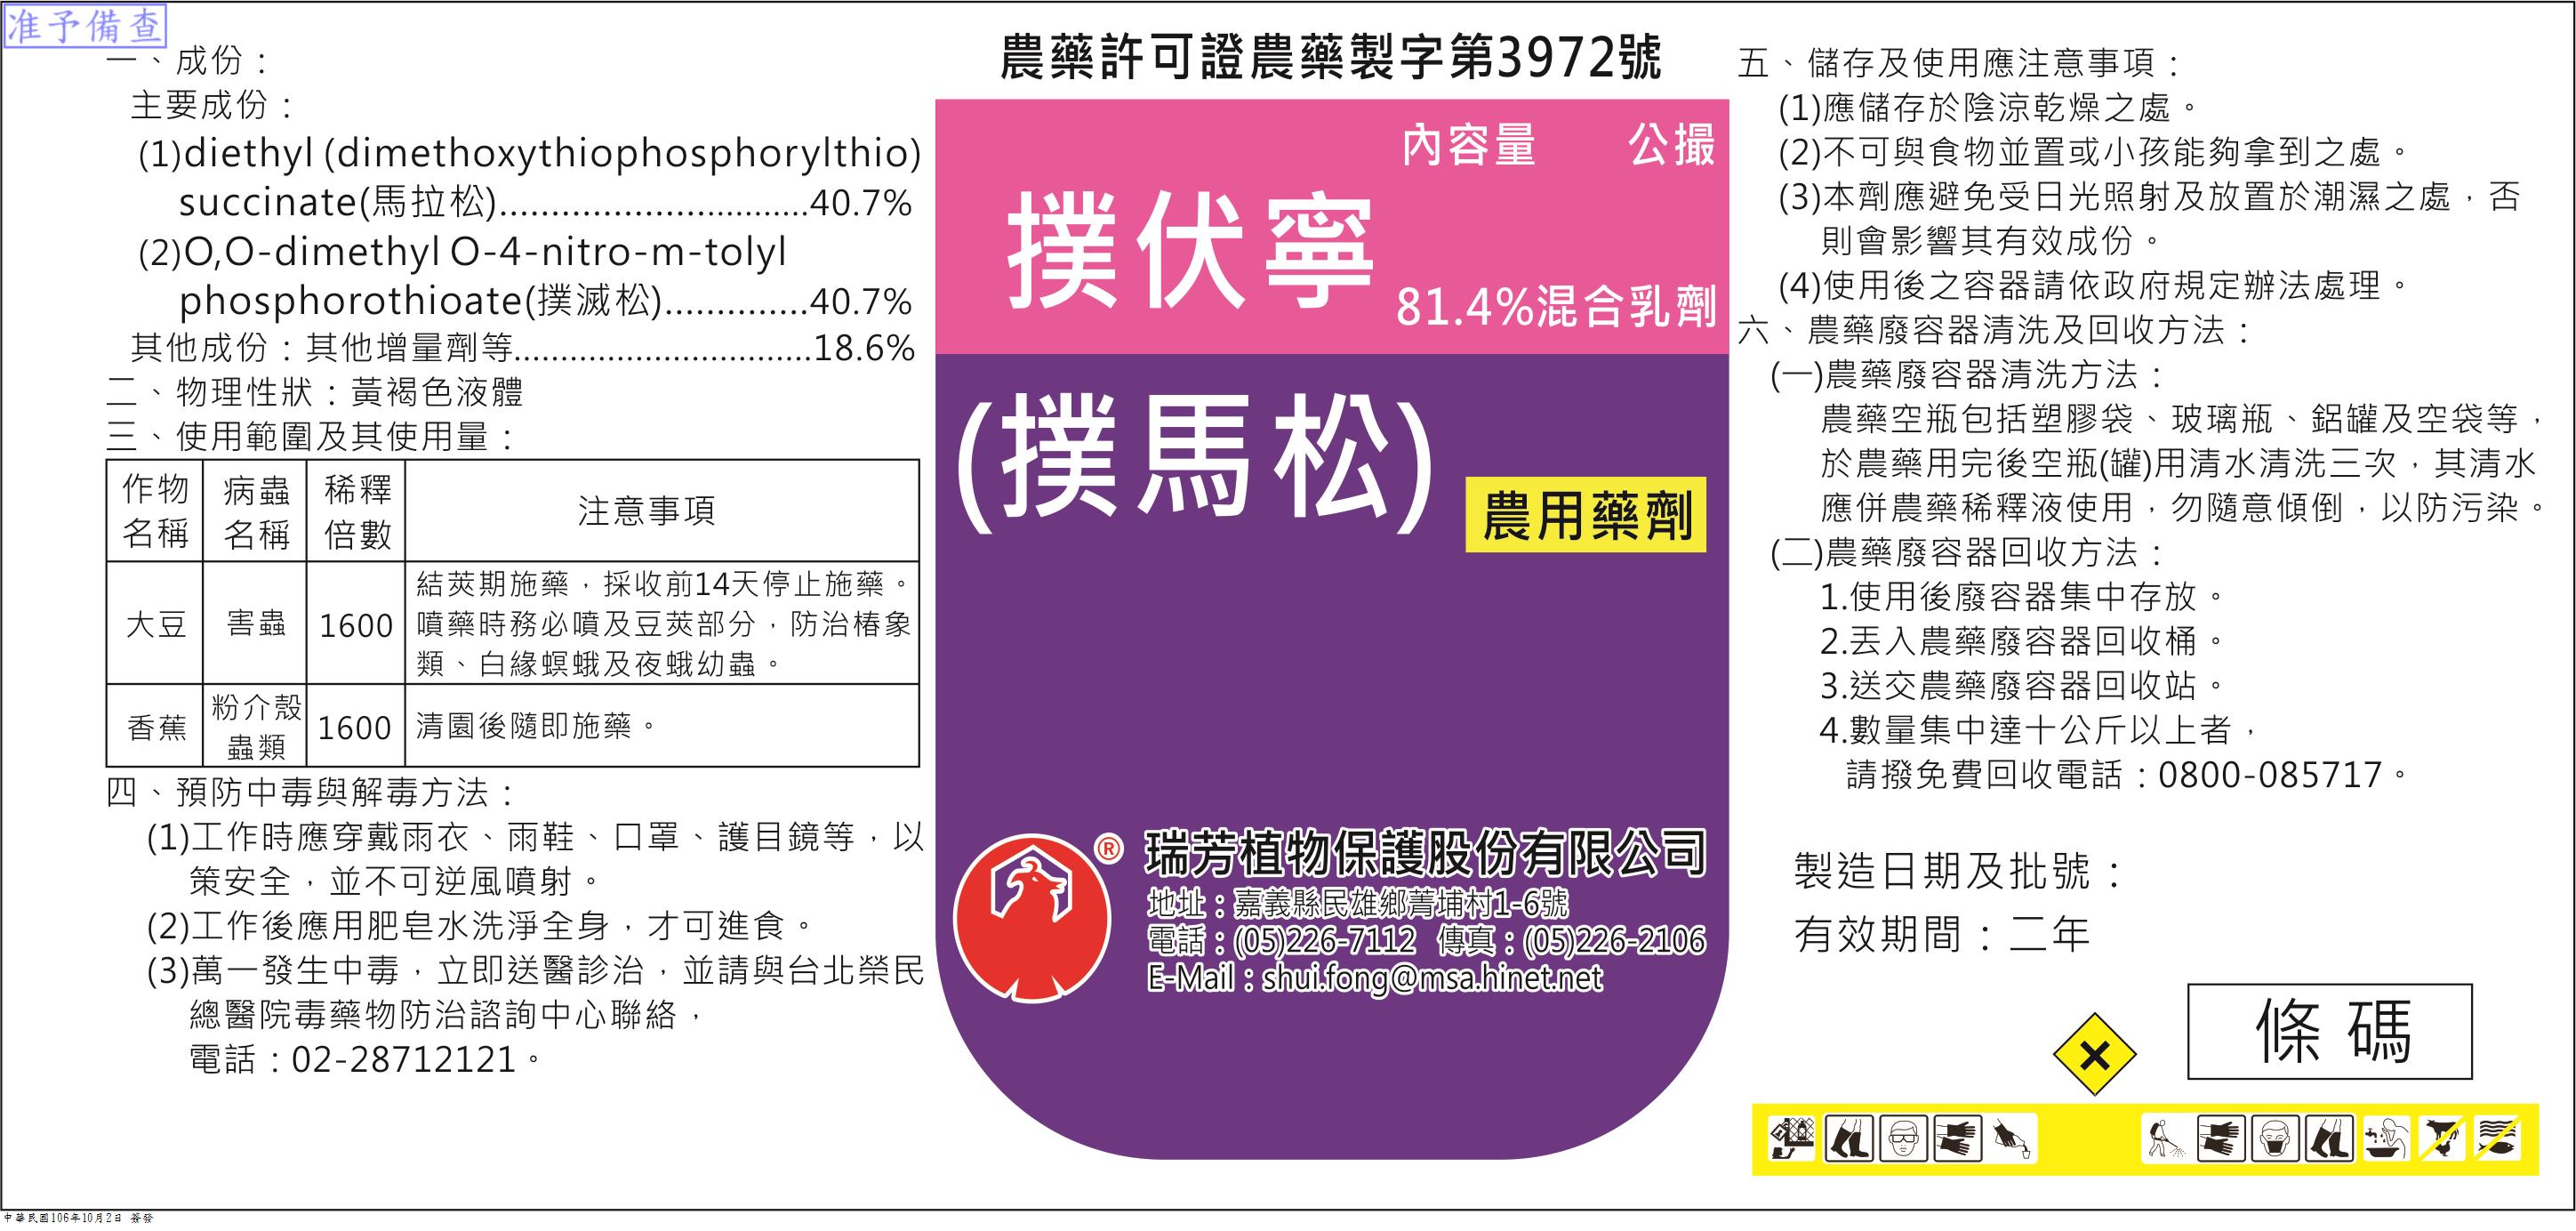 准予備查
一、成份：
主要成份：
(1)diethyl (dimethoxythiophosphorylthio)
succinate(馬拉松)..............................40.7%
(2)O,O-dimethyl O-4-nitro-m-tolyl
phosphorothioate(撲滅松)..............40.7%
其他成份：其他增量劑等................................18.6%
二、物理性狀：黃褐色液體
三、使用範圍及其使用量：
作物名稱 病蟲名稱 稀釋倍數 注意事項
大豆 害蟲 1600 結莢期施藥，採收前14天停止施藥。
噴藥時務必噴及豆莢部分，防治椿象
類、白緣螟蛾及夜蛾幼蟲。
香蕉 粉介殼蟲類 1600 清園後隨即施藥。
四、預防中毒與解毒方法：
(1)工作時應穿戴雨衣、雨鞋、口罩、護目鏡等，以
策安全，並不可逆風噴射。
(2)工作後應用肥皂水洗淨全身，才可進食。
(3)萬一發生中毒，立即送醫診治，並請與台北榮民
總醫院毒藥物防治諮詢中心聯絡，
電話：02-28712121。
農藥許可證農藥製字第3972號
內容量 公撮
撲伏寧
81.4%混合乳劑
(撲馬松)
農用藥劑
®
瑞芳植物保護股份有限公司
地址：嘉義縣民雄鄉菁埔村1-6號
電話：(05)226-7112 傳真：(05)226-2106
E-Mail：shui.fong@msa.hinet.net
五、儲存及使用應注意事項：
(1)應儲存於陰涼乾燥之處。
(2)不可與食物並置或小孩能夠拿到之處。
(3)本劑應避免受日光照射及放置於潮濕之處，否
則會影響其有效成份。
(4)使用後之容器請依政府規定辦法處理。
六、農藥廢容器清洗及回收方法：
(一)農藥廢容器清洗方法：
農藥空瓶包括塑膠袋、玻璃瓶、鋁罐及空袋等，
於農藥用完後空瓶(罐)用清水清洗三次，其清水
應併農藥稀釋液使用，勿隨意傾倒，以防污染。
(二)農藥廢容器回收方法：
1.使用後廢容器集中存放。
2.丟入農藥廢容器回收桶。
3.送交農藥廢容器回收站。
4.數量集中達十公斤以上者，
請撥免費回收電話：0800-085717。
製造日期及批號：
有效期間：二年
條碼
中華民國106年10月2日 簽發